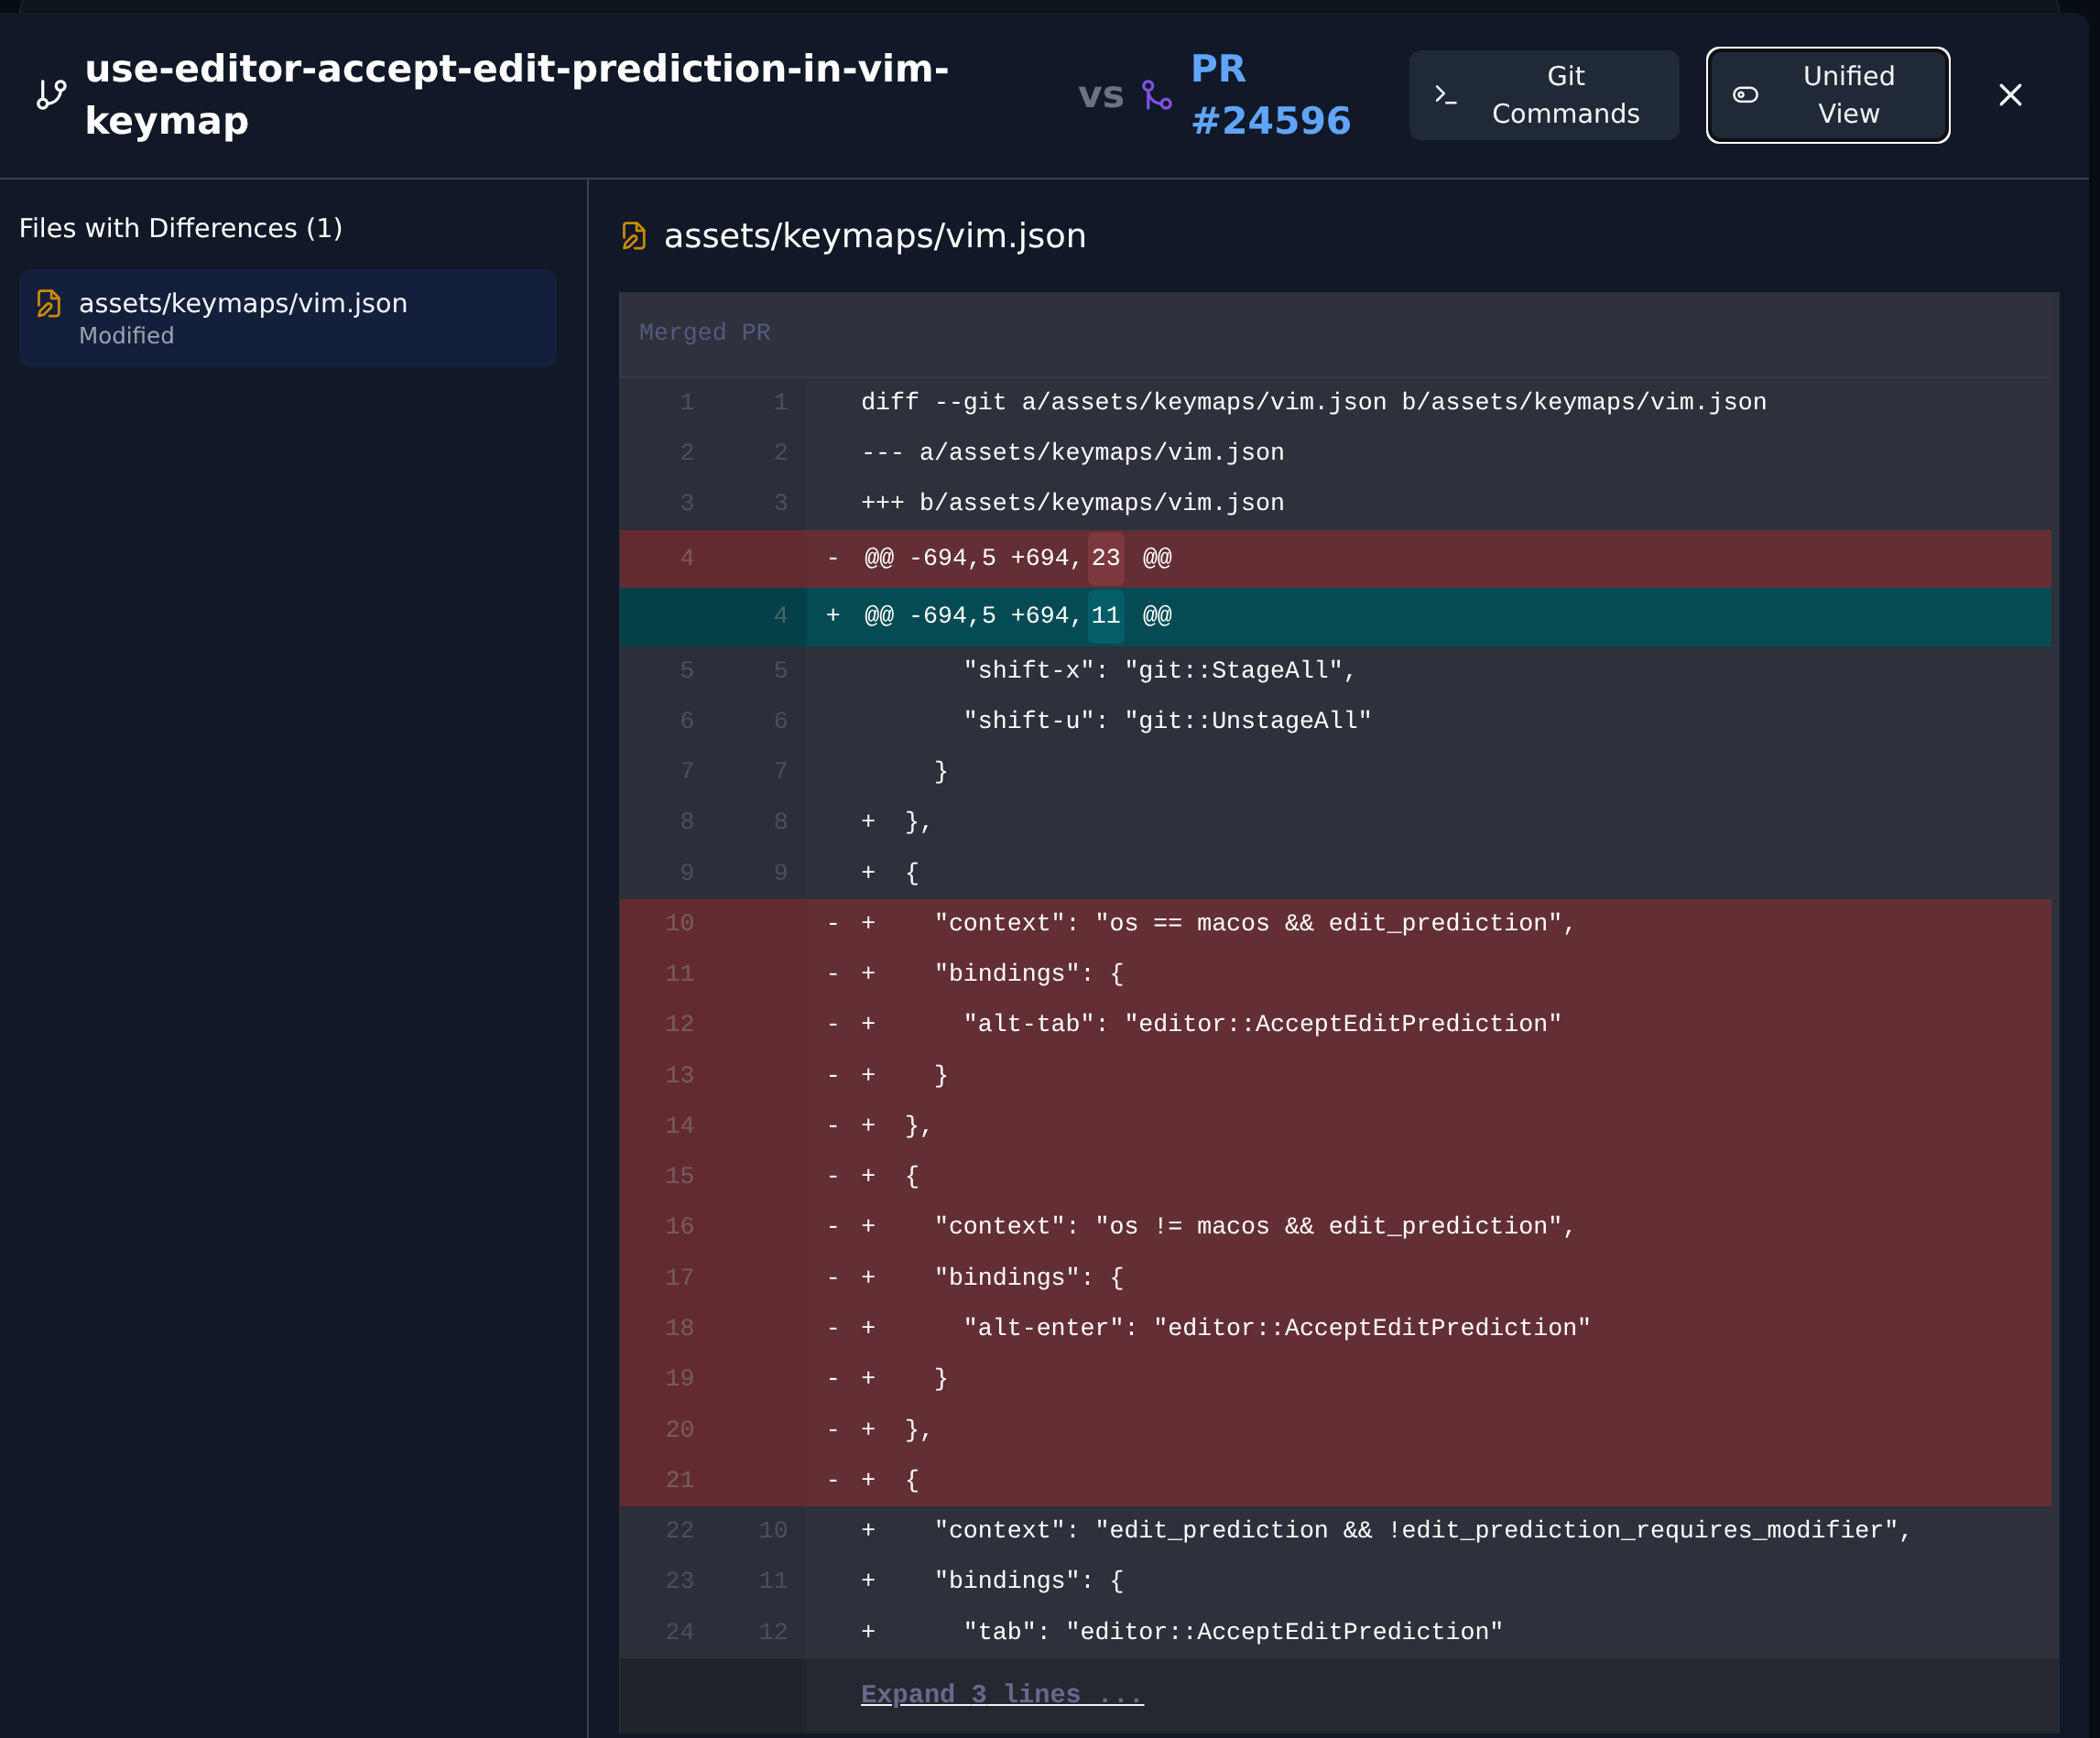 use-editor-accept-edit-prediction-in-vim-
keymap
vs
PR
#24596
Git
Commands
Unified
View
Files with Differences (1)
assets/keymaps/vim.json
Modified
assets/keymaps/vim.json
Merged PR
1 1 diff --git a/assets/keymaps/vim.json b/assets/keymaps/vim.json
2 2 --- a/assets/keymaps/vim.json
3 3 +++ b/assets/keymaps/vim.json
4 - @@ -694,5 +694,23 @@
4 + @@ -694,5 +694,11 @@
5 5 "shift-x": "git::StageAll",
6 6 "shift-u": "git::UnstageAll"
7 7 }
8 8 + },
9 9 + {
10 - + "context": "os == macos && edit_prediction",
11 - + "bindings": {
12 - + "alt-tab": "editor::AcceptEditPrediction"
13 - + }
14 - + },
15 - + {
16 - + "context": "os != macos && edit_prediction",
17 - + "bindings": {
18 - + "alt-enter": "editor::AcceptEditPrediction"
19 - + }
20 - + },
21 - + {
22 10 + "context": "edit_prediction && !edit_prediction_requires_modifier",
23 11 + "bindings": {
24 12 + "tab": "editor::AcceptEditPrediction"
Expand 3 lines ...